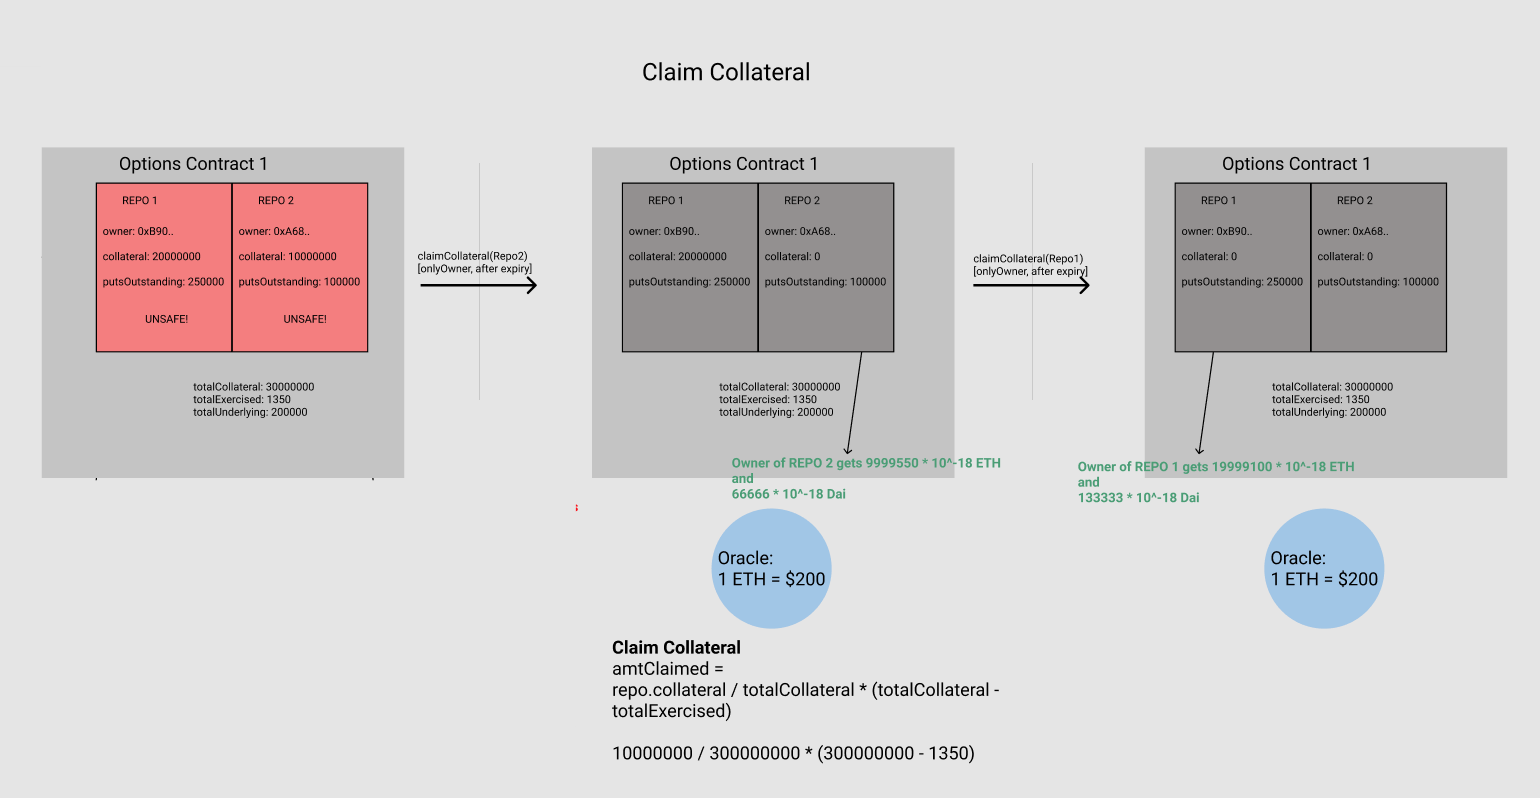 Claim Collateral
Options Contract 1
REPO 1
owner: 0xB90..
collateral: 20000000
putsOutstanding: 250000
UNSAFE!
REPO 2
owner: 0xA68..
collateral: 10000000
putsOutstanding: 100000
UNSAFE!
totalCollateral: 30000000
totalExercised: 1350
totalUnderlying: 200000
claimCollateral(Repo2)
[onlyOwner, after expiry]
Options Contract 1
REPO 1
owner: 0xB90..
collateral: 20000000
putsOutstanding: 250000
REPO 2
owner: 0xA68..
collateral: 0
putsOutstanding: 100000
totalCollateral: 30000000
totalExercised: 1350
totalUnderlying: 200000
Owner of REPO 2 gets 9999550 * 10^-18 ETH
and
66666 * 10^-18 Dai
Oracle:
1 ETH = $200
Claim Collateral
amtClaimed =
repo.collateral / totalCollateral * (totalCollateral -
totalExercised)
10000000 / 300000000 * (300000000 - 1350)
claimCollateral(Repo1)
[onlyOwner, after expiry]
Options Contract 1
REPO 1
owner: 0xB90..
collateral: 0
putsOutstanding: 250000
REPO 2
owner: 0xA68..
collateral: 0
putsOutstanding: 100000
totalCollateral: 30000000
totalExercised: 1350
totalUnderlying: 200000
Owner of REPO 1 gets 19999100 * 10^-18 ETH
and
133333 * 10^-18 Dai
Oracle:
1 ETH = $200